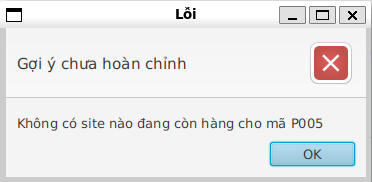 Lỗi
Gợi ý chưa hoàn chỉnh
Không có site nào đang còn hàng cho mã P005
OK